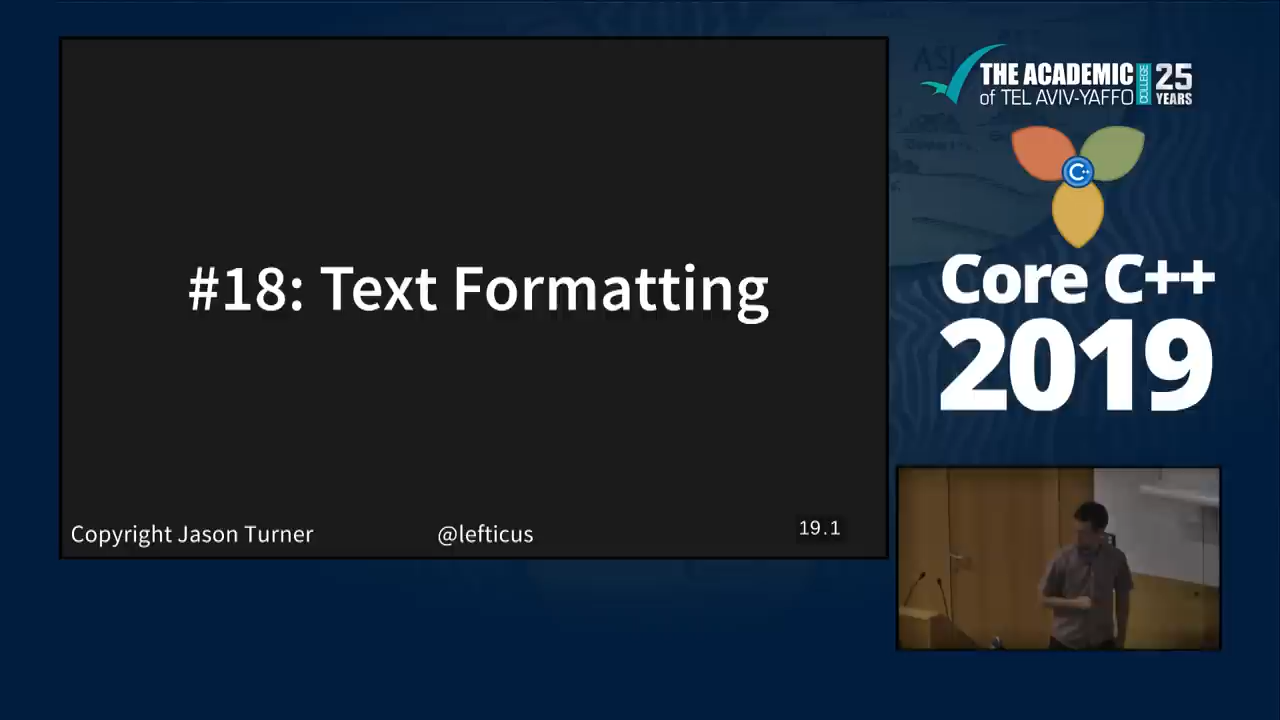 #18: Text Formatting
Copyright Jason Turner
@lefticus
19.1
THE ACADEMIC
of TEL AVIV-YAFFO
COLLEGE
25
YEARS
C++
Core C++
2019